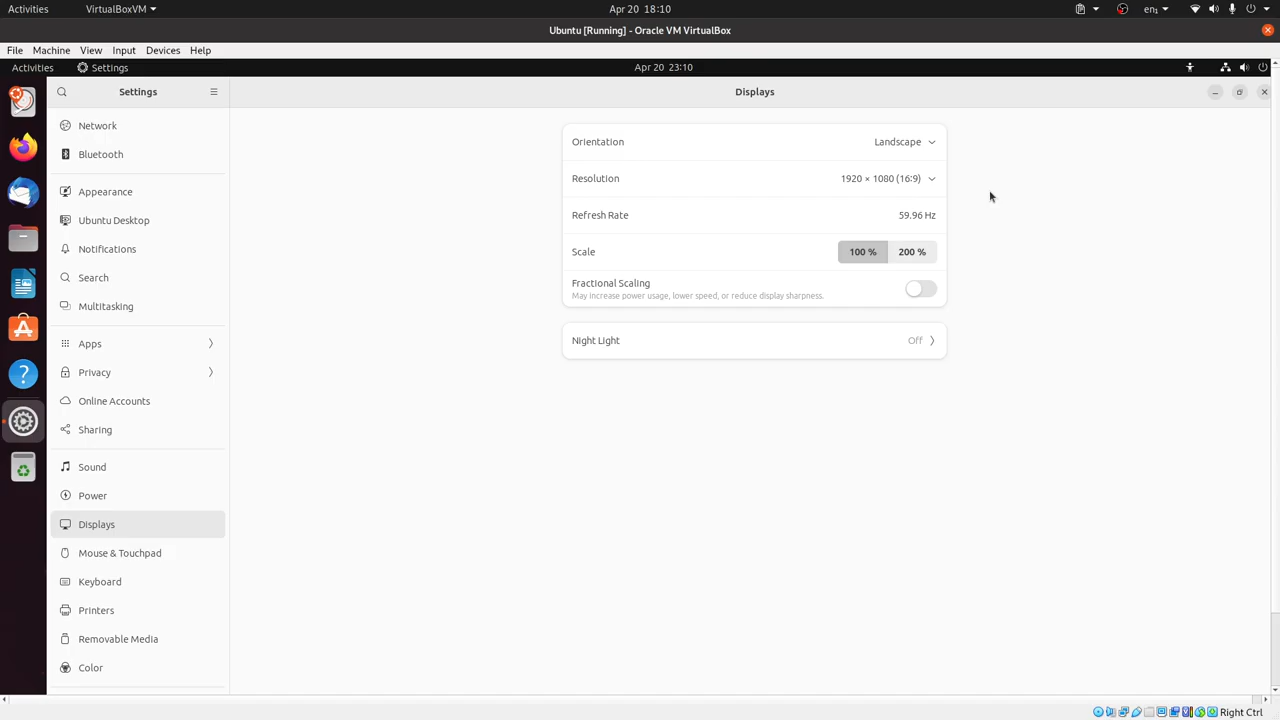 Activities
VirtualBoxVM
Apr 20 18:10
en₁
Ubuntu [Running] - Oracle VM VirtualBox
File Machine View Input Devices Help
Activities
Settings
Apr 20 23:10
Settings
Displays
Network
Bluetooth
Appearance
Ubuntu Desktop
Notifications
Search
Multitasking
Apps
Privacy
Online Accounts
Sharing
Sound
Power
Displays
Mouse & Touchpad
Keyboard
Printers
Removable Media
Color
Orientation Landscape
Resolution 1920 × 1080 (16:9)
Refresh Rate 59.96 Hz
Scale 100 % 200 %
Fractional Scaling
May increase power usage, lower speed, or reduce display sharpness.
Night Light Off
Right Ctrl